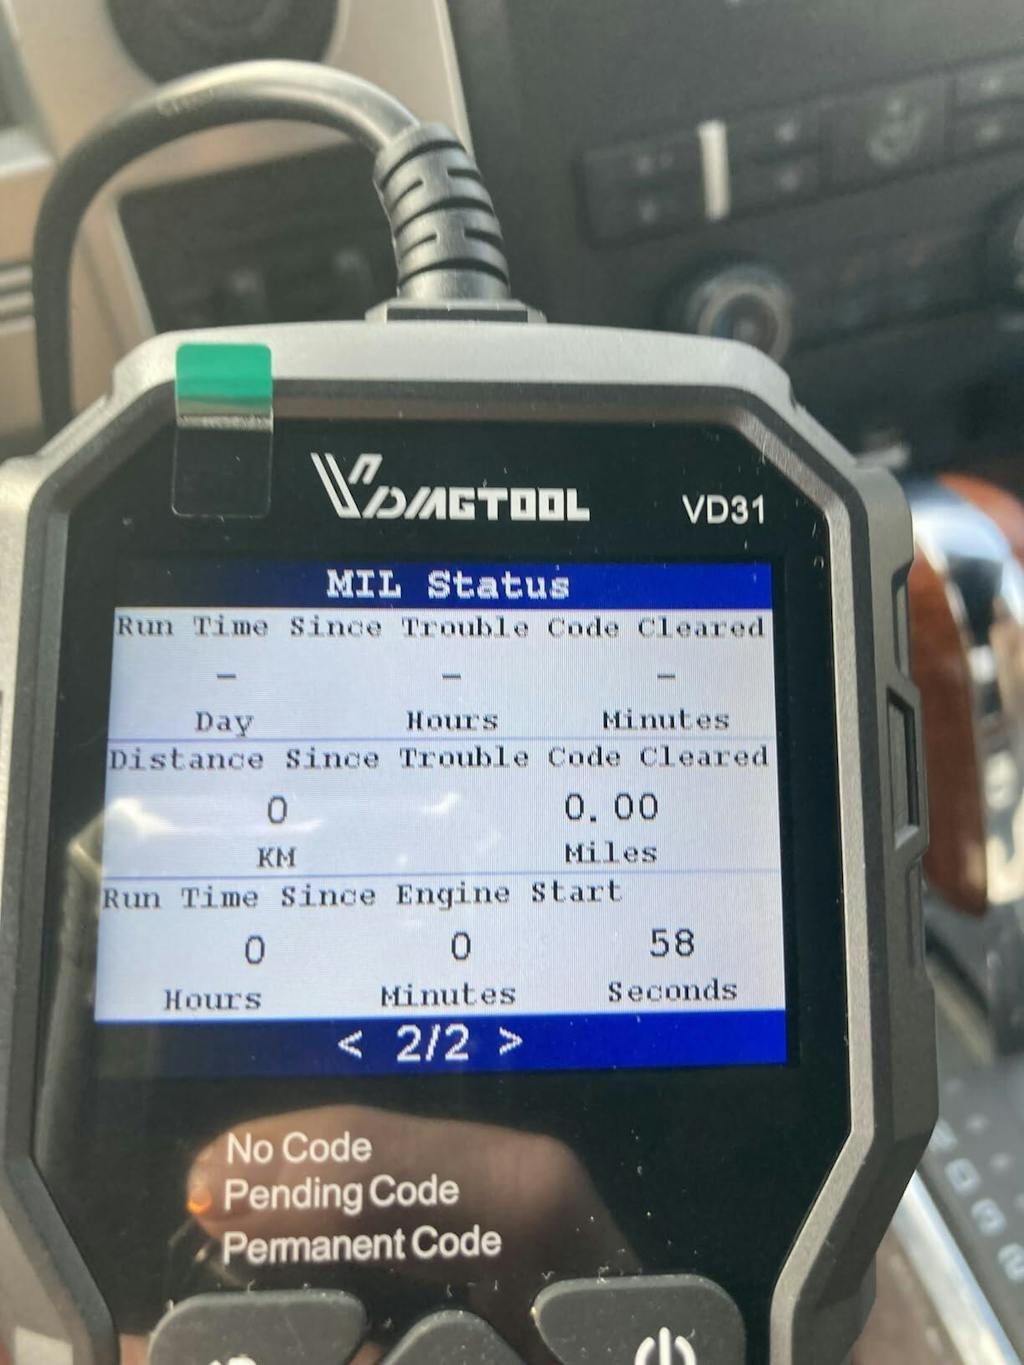 VDIAGTOOL
VD31
MIL Status
Run Time Since Trouble Code Cleared
- - -
Day Hours Minutes
Distance Since Trouble Code Cleared
0 0.00
KM Miles
Run Time Since Engine Start
0 0 58
Hours Minutes Seconds
< 2/2 >
No Code
Pending Code
Permanent Code